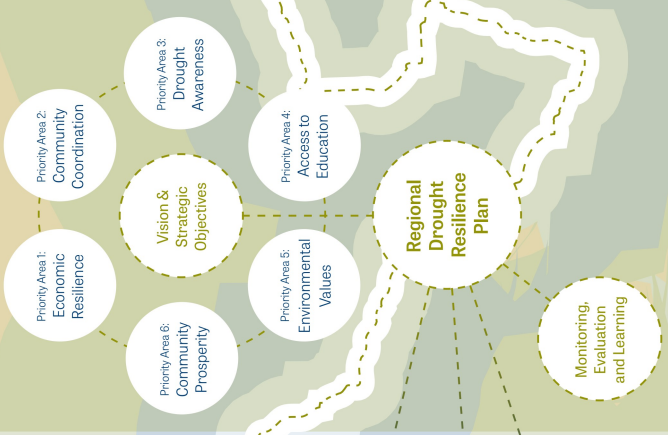 Priority Area 1:
Economic
Resilience
Priority Area 2:
Community
Coordination
Priority Area 3:
Drought
Awareness
Priority Area 4:
Access to
Education
Priority Area 5:
Environmental
Values
Priority Area 6:
Community
Prosperity
Vision &
Strategic
Objectives
Regional
Drought
Resilience
Plan
Monitoring,
Evaluation
and Learning